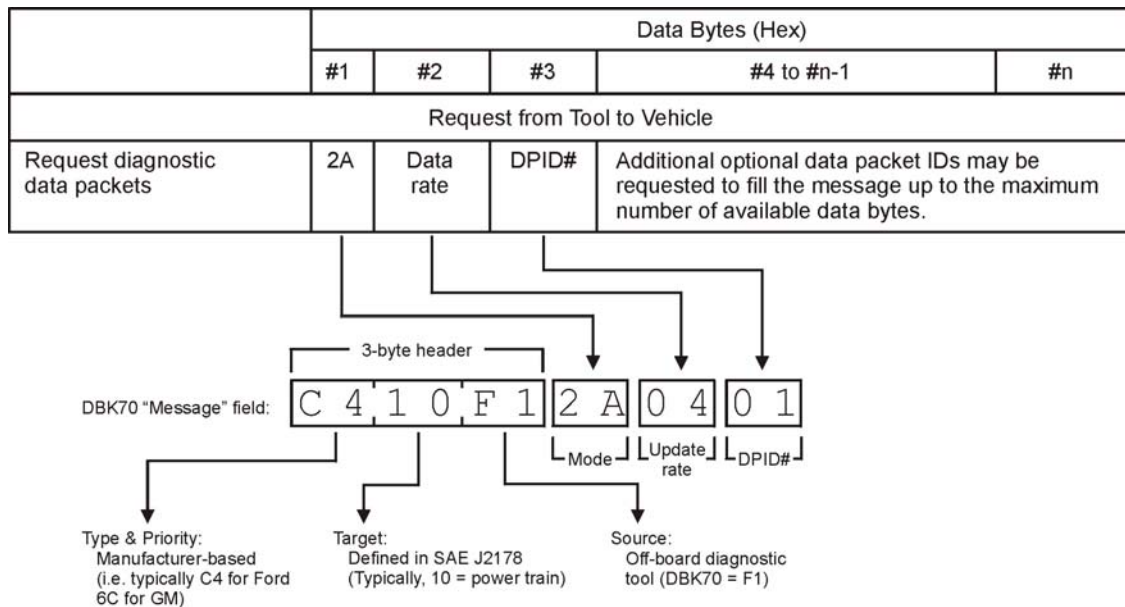 Data Bytes (Hex)
#1 #2 #3 #4 to #n-1 #n
Request from Tool to Vehicle
Request diagnostic data packets
2A
Data rate
DPID#
Additional optional data packet IDs may be
requested to fill the message up to the maximum
number of available data bytes.
3-byte header
DBK70 “Message” field: C 4 1 0 F 1 2 A 0 4 0 1
Mode
Update rate
DPID#
Type & Priority:
Manufacturer-based
(i.e. typically C4 for Ford
6C for GM)
Target:
Defined in SAE J2178
(Typically, 10 = power train)
Source:
Off-board diagnostic
tool (DBK70 = F1)